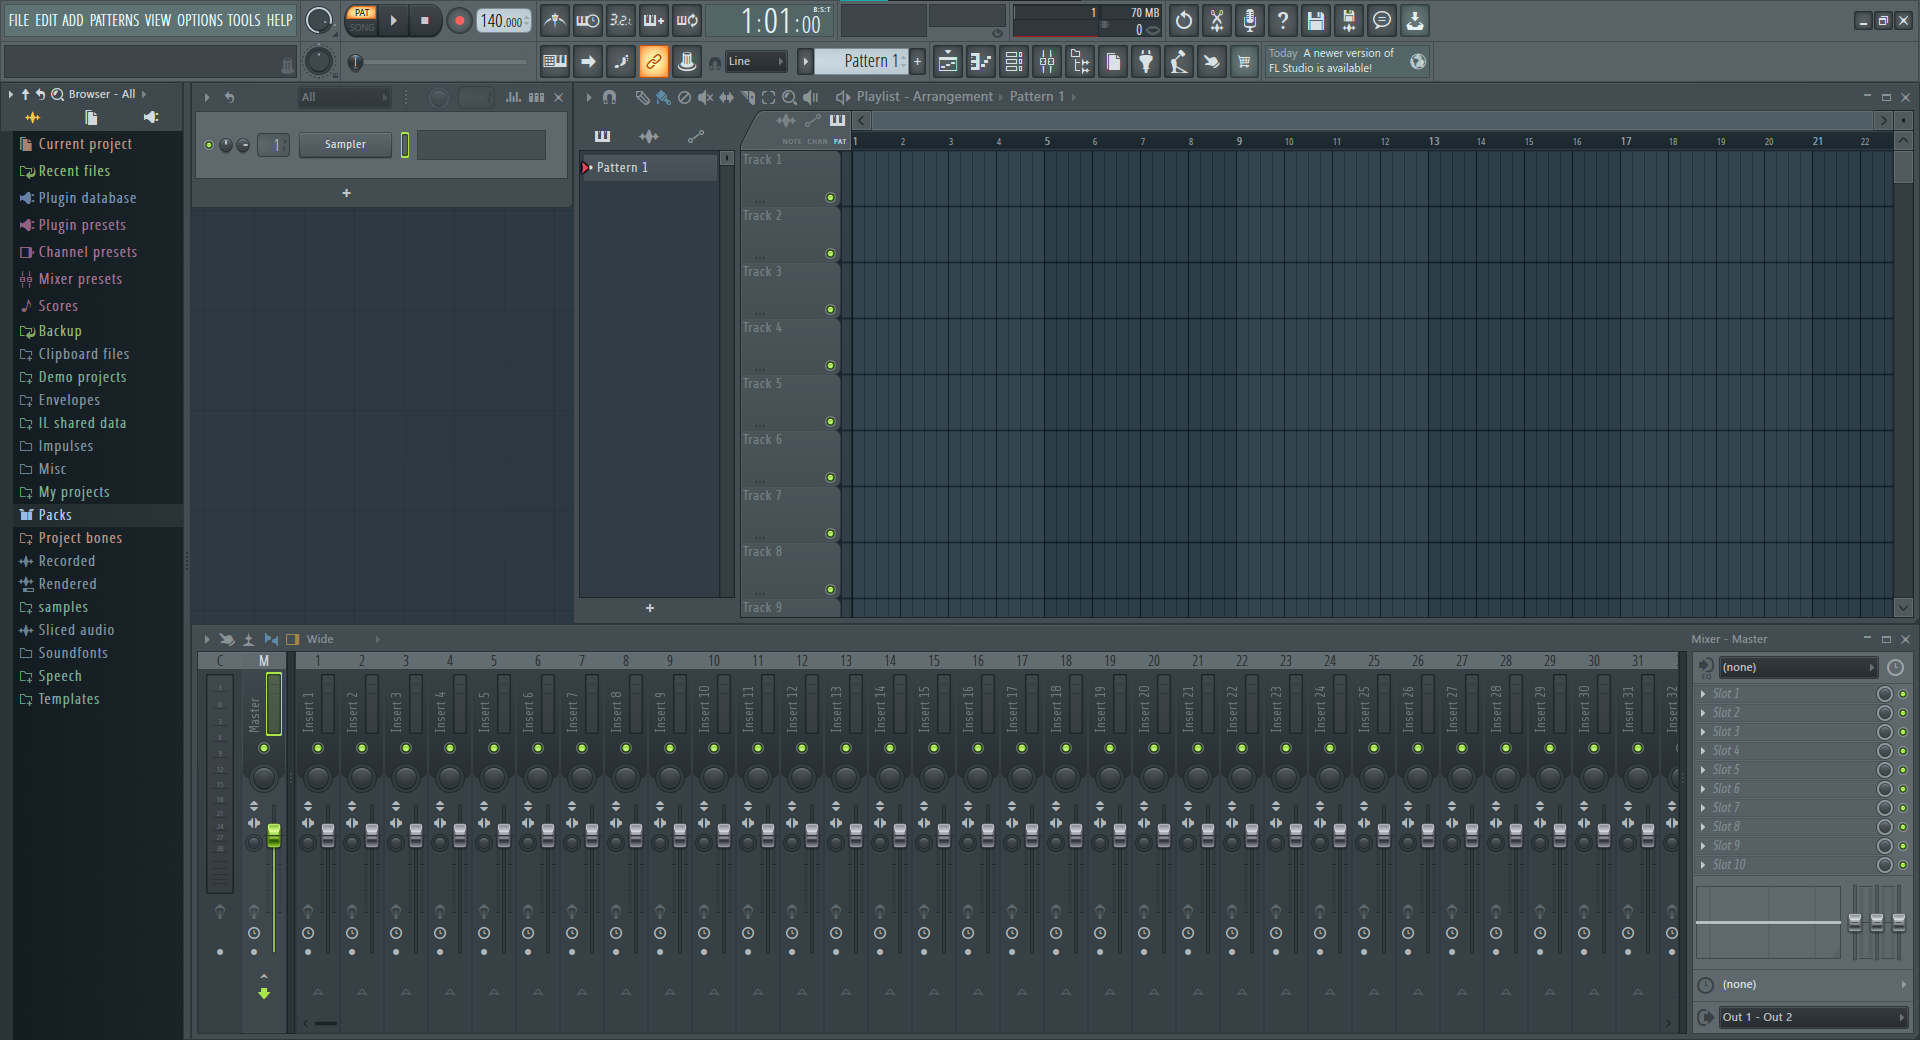 FILE EDIT ADD PATTERNS VIEW OPTIONS TOOLS HELP
PAT
SONG
140.000
3.2.
1:01:00
B:S:T
1
70 MB
0
Line
Pattern 1
+
Today A newer version of
FL Studio is available!
Browser - All
All
Playlist - Arrangement
Pattern 1
Current project
Recent files
Plugin database
Plugin presets
Channel presets
Mixer presets
Scores
Backup
Clipboard files
Demo projects
Envelopes
IL shared data
Impulses
Misc
My projects
Packs
Project bones
Recorded
Rendered
samples
Sliced audio
Soundfonts
Speech
Templates
1
Sampler
+
Pattern 1
+
NOTE CHAN PAT
1 2 3 4 5 6 7 8 9 10 11 12 13 14 15 16 17 18 19 20 21 22
Track 1
Track 2
Track 3
Track 4
Track 5
Track 6
Track 7
Track 8
Track 9
Wide
Mixer - Master
C M 1 2 3 4 5 6 7 8 9 10 11 12 13 14 15 16 17 18 19 20 21 22 23 24 25 26 27 28 29 30 31
Master
Insert 1
Insert 2
Insert 3
Insert 4
Insert 5
Insert 6
Insert 7
Insert 8
Insert 9
Insert 10
Insert 11
Insert 12
Insert 13
Insert 14
Insert 15
Insert 16
Insert 17
Insert 18
Insert 19
Insert 20
Insert 21
Insert 22
Insert 23
Insert 24
Insert 25
Insert 26
Insert 27
Insert 28
Insert 29
Insert 30
Insert 31
(none)
Slot 1
Slot 2
Slot 3
Slot 4
Slot 5
Slot 6
Slot 7
Slot 8
Slot 9
Slot 10
(none)
Out 1 - Out 2